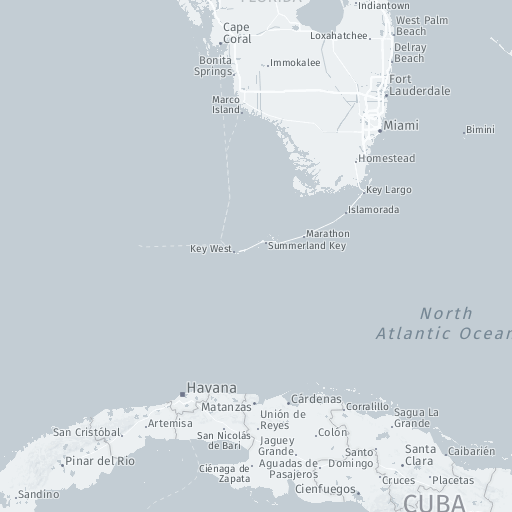 FLORIDA
Indiantown
Cape
Coral
West Palm
Beach
Loxahatchee
Delray
Beach
Bonita
Springs
Immokalee
Fort
Lauderdale
Marco
Island
Miami
Bimini
Homestead
Key Largo
Islamorada
Marathon
Key West
Summerland Key
North
Atlantic Ocean
Havana
Matanzas
Cárdenas
Corralillo
Artemisa
Unión de
Reyes
Sagua La
Grande
San Cristóbal
San Nicolás
de Bari
Colón
Jaguey
Grande
Santo
Domingo
Santa
Clara
Caibarién
Pinar del Río
Ciénaga de
Zapata
Aguadas de
Pasajeros
Cruces
Placetas
Sandino
Cienfuegos
CUBA